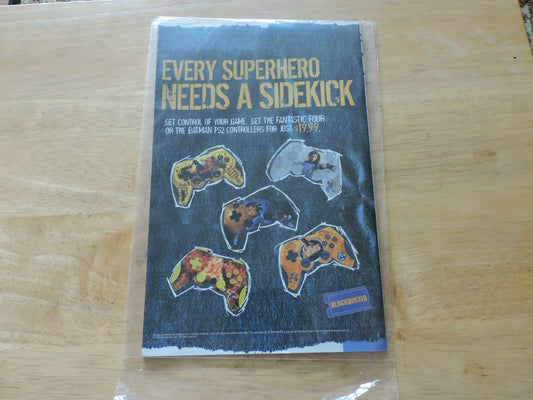 EVERY SUPERHERO
NEEDS A SIDEKICK
GET CONTROL OF YOUR GAME. GET THE FANTASTIC FOUR
OR THE BATMAN PS2 CONTROLLERS FOR JUST $19.99.
BLOCKBUSTER